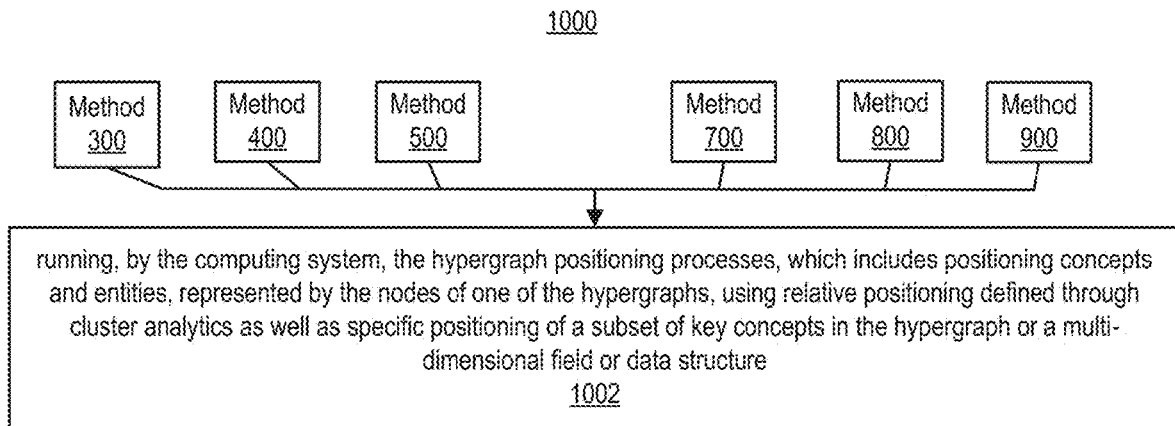 1000
Method Method Method Method Method Method
300 400 500 700 800 900
running, by the computing system, the hypergraph positioning processes, which includes positioning concepts
and entities, represented by the nodes of one of the hypergraphs, using relative positioning defined through
cluster analytics as well as specific positioning of a subset of key concepts in the hypergraph or a multi-
dimensional field or data structure
1002